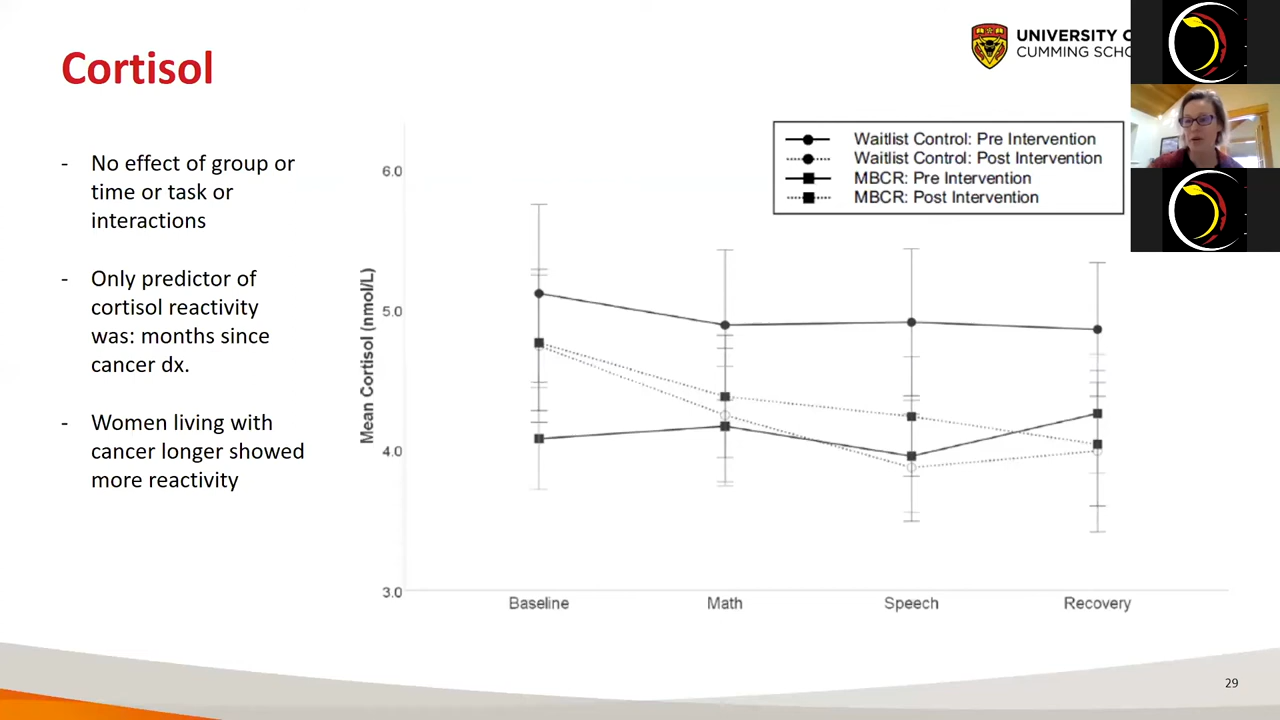 Cortisol
UNIVERSITY
CUMMING
- No effect of group or
time or task or
interactions
- Only predictor of
cortisol reactivity
was: months since
cancer dx.
- Women living with
cancer longer showed
more reactivity
Waitlist Control: Pre Intervention
Waitlist Control: Post Intervention
MBCR: Pre Intervention
MBCR: Post Intervention
Mean Cortisol (nmol/L)
6.0
5.0
4.0
3.0
Baseline Math Speech Recovery
29